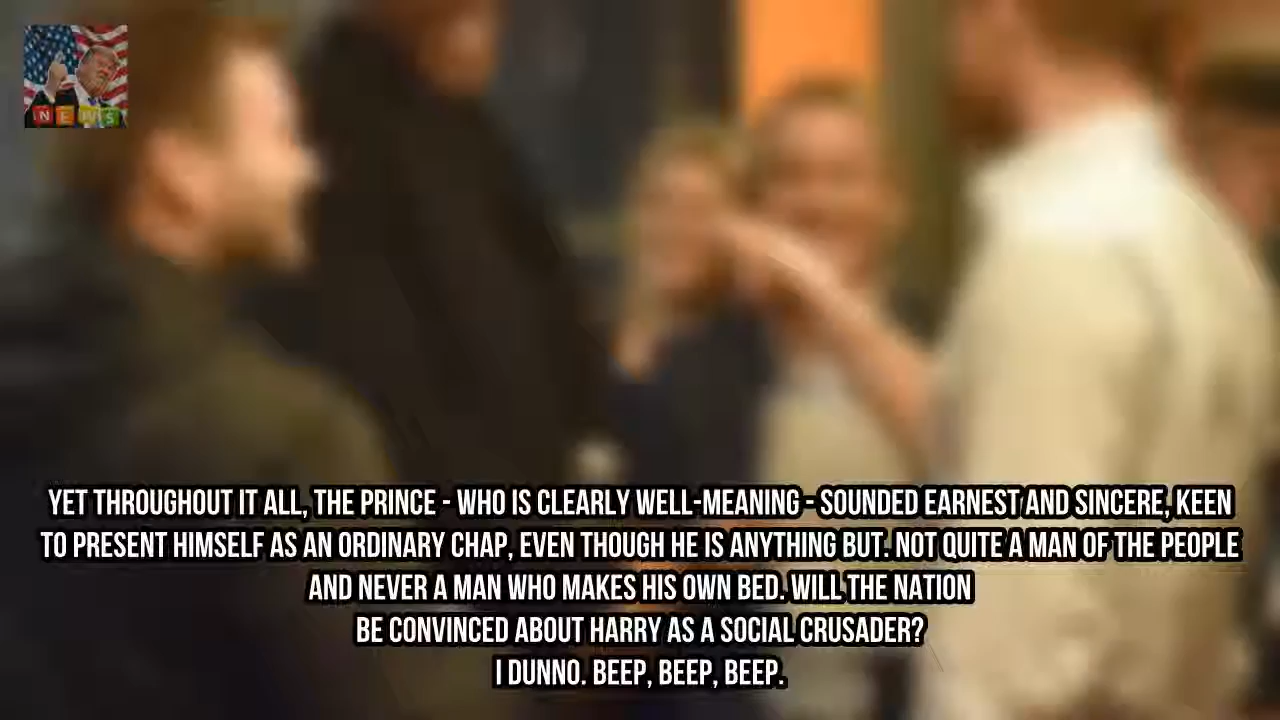 NEWS
YET THROUGHOUT IT ALL, THE PRINCE - WHO IS CLEARLY WELL-MEANING - SOUNDED EARNEST AND SINCERE, KEEN
TO PRESENT HIMSELF AS AN ORDINARY CHAP, EVEN THOUGH HE IS ANYTHING BUT. NOT QUITE A MAN OF THE PEOPLE
AND NEVER A MAN WHO MAKES HIS OWN BED. WILL THE NATION
BE CONVINCED ABOUT HARRY AS A SOCIAL CRUSADER?
I DUNNO. BEEP, BEEP, BEEP.